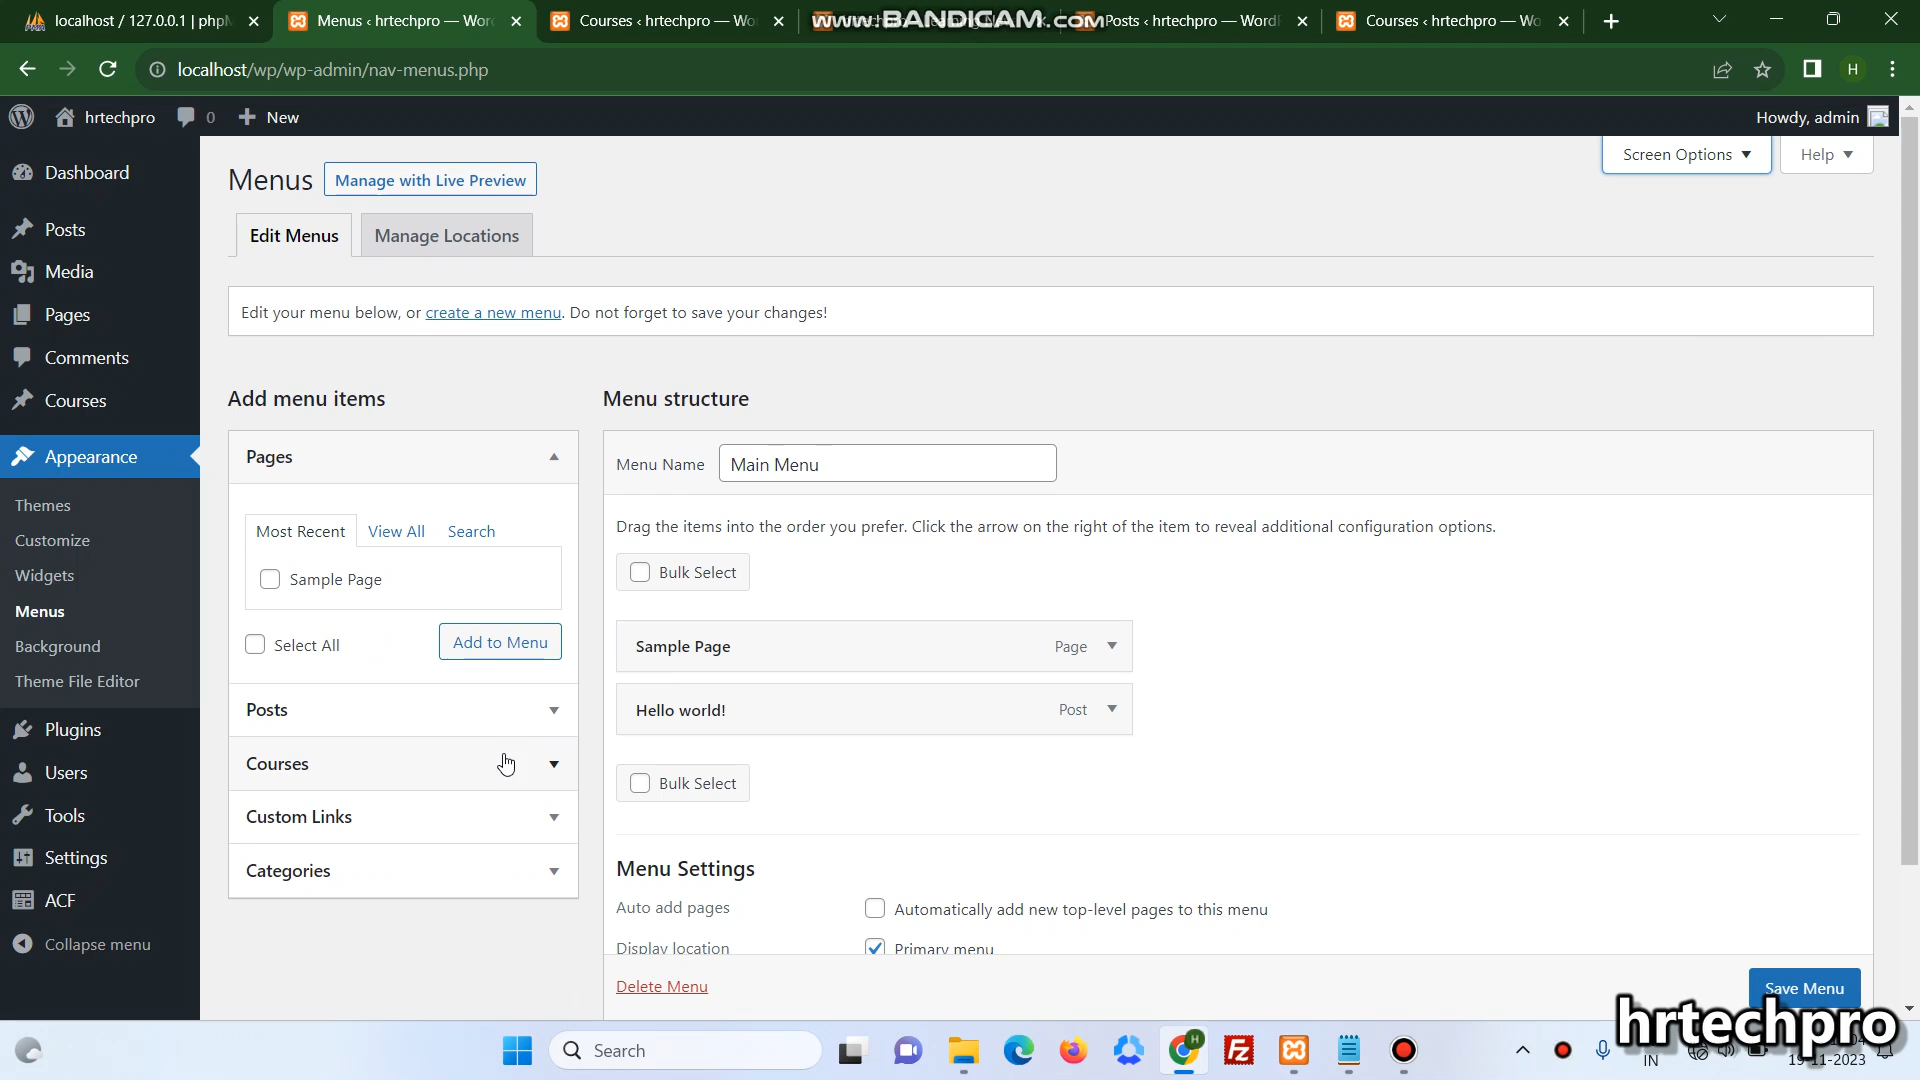 localhost / 127.0.0.1 | phpM
Menus ‹ hrtechpro — Wor
Courses ‹ hrtechpro — Wo
www.BANDICAM.com
Posts ‹ hrtechpro — WordP
Courses ‹ hrtechpro — Wo
localhost/wp/wp-admin/nav-menus.php
H
hrtechpro
0
New
Howdy, admin
Dashboard
Posts
Media
Pages
Comments
Courses
Appearance
Themes
Customize
Widgets
Menus
Background
Theme File Editor
Plugins
Users
Tools
Settings
ACF
Collapse menu
Screen Options
Help
Menus
Manage with Live Preview
Edit Menus
Manage Locations
Edit your menu below, or create a new menu. Do not forget to save your changes!
Add menu items
Pages
Most Recent
View All
Search
Sample Page
Select All
Add to Menu
Posts
Courses
Custom Links
Categories
Menu structure
Menu Name
Main Menu
Drag the items into the order you prefer. Click the arrow on the right of the item to reveal additional configuration options.
Bulk Select
Sample Page
Page
Hello world!
Post
Bulk Select
Menu Settings
Auto add pages
Automatically add new top-level pages to this menu
Display location
Primary menu
Delete Menu
Save Menu
hrtechpro
Search
H
IN
19-11-2023